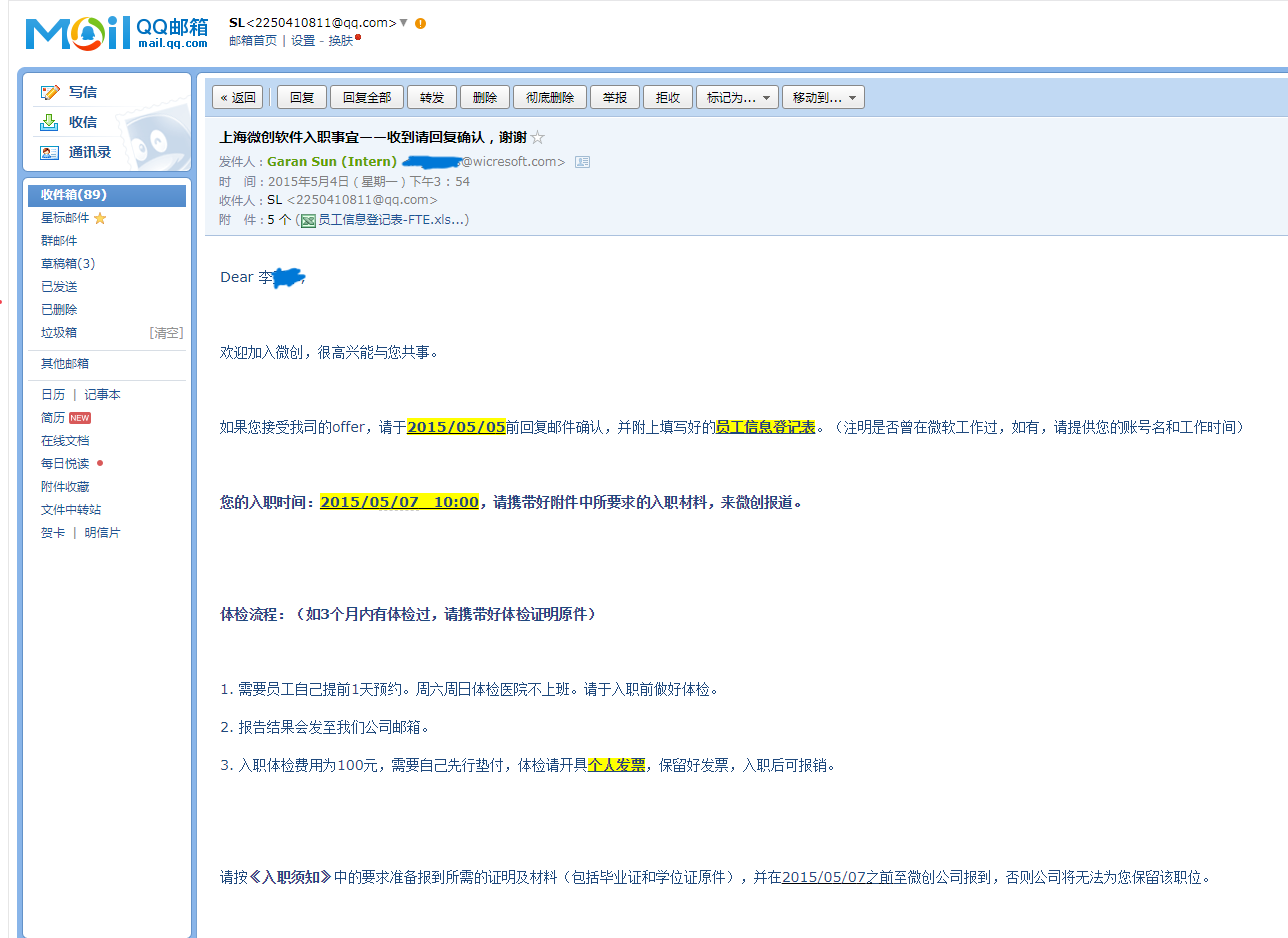 MailQQ邮箱
mail.qq.com
SL<2250410811@qq.com>
邮箱首页 | 设置 - 换肤
写信
收信
通讯录
收件箱(89)
星标邮件
群邮件
草稿箱(3)
已发送
已删除
垃圾箱 [清空]
其他邮箱
日历 | 记事本
简历 NEW
在线文档
每日悦读
附件收藏
文件中转站
贺卡 | 明信片
« 返回 回复 回复全部 转发 删除 彻底删除 举报 拒收 标记为... 移动到...
上海微创软件入职事宜——收到请回复确认，谢谢
发件人：Garan Sun (Intern) @wicresoft.com>
时 间：2015年5月4日（星期一）下午3：54
收件人：SL <2250410811@qq.com>
附 件：5 个 (员工信息登记表-FTE.xls...)
Dear 李,
欢迎加入微创，很高兴能与您共事。
如果您接受我司的offer，请于2015/05/05前回复邮件确认，并附上填写好的员工信息登记表。（注明是否曾在微软工作过，如有，请提供您的账号名和工作时间）
您的入职时间：2015/05/07 10:00，请携带好附件中所要求的入职材料，来微创报道。
体检流程：（如3个月内有体检过，请携带好体检证明原件）
1. 需要员工自己提前1天预约。周六周日体检医院不上班。请于入职前做好体检。
2. 报告结果会发至我们公司邮箱。
3. 入职体检费用为100元，需要自己先行垫付，体检请开具个人发票，保留好发票，入职后可报销。
请按《入职须知》中的要求准备报到所需的证明及材料（包括毕业证和学位证原件），并在2015/05/07之前至微创公司报到，否则公司将无法为您保留该职位。